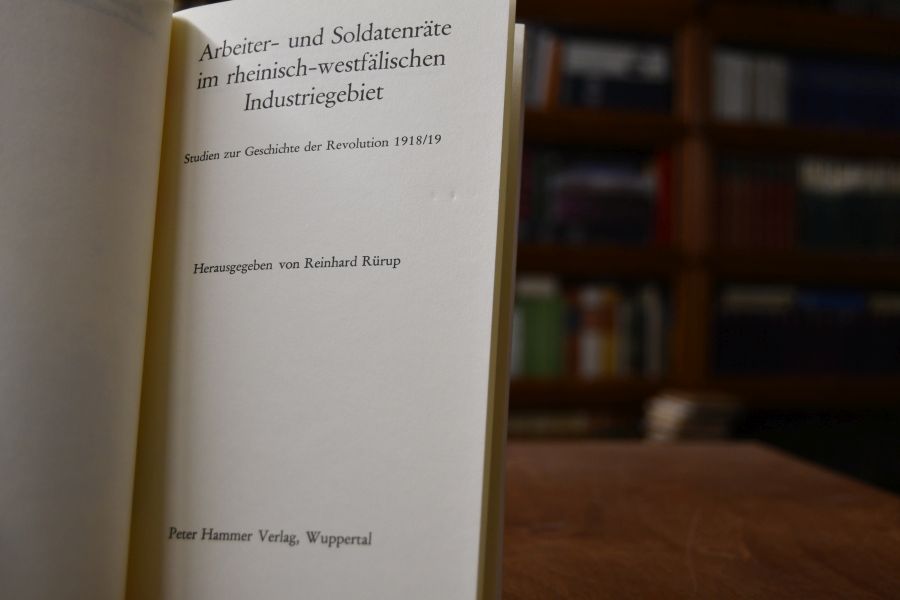 Arbeiter- und Soldatenräte
im rheinisch-westfälischen
Industriegebiet
Studien zur Geschichte der Revolution 1918/19
Herausgegeben von Reinhard Rürup
Peter Hammer Verlag, Wuppertal